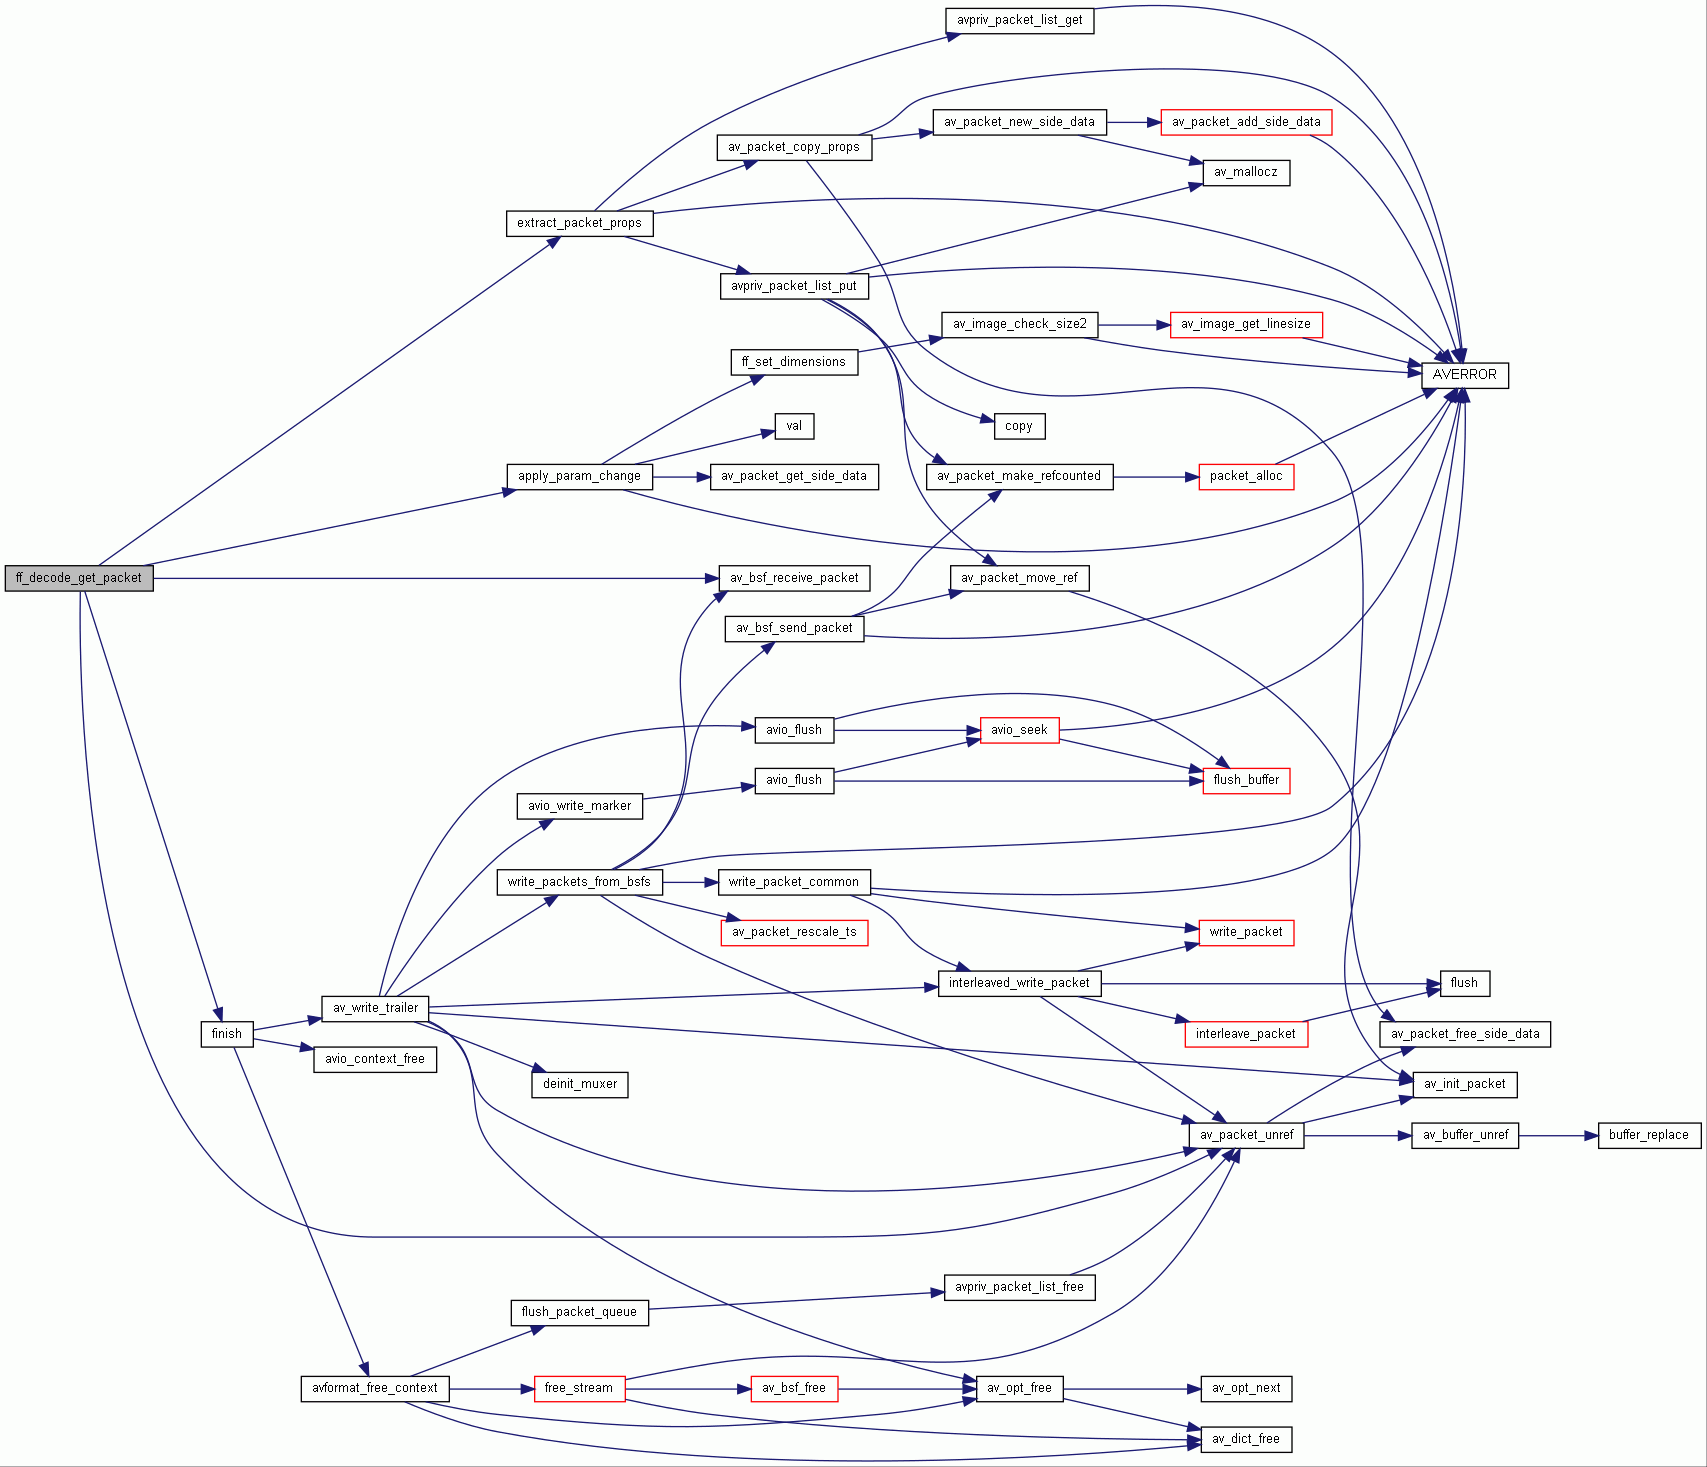 avpriv_packet_list_get
av_packet_new_side_data
av_packet_add_side_data
av_packet_copy_props
av_mallocz
extract_packet_props
avpriv_packet_list_put
av_image_check_size2
av_image_get_linesize
ff_set_dimensions
AVERROR
val
copy
apply_param_change
av_packet_get_side_data
av_packet_make_refcounted
packet_alloc
ff_decode_get_packet
av_bsf_receive_packet
av_packet_move_ref
av_bsf_send_packet
avio_flush
avio_seek
avio_flush
flush_buffer
avio_write_marker
write_packets_from_bsfs
write_packet_common
av_packet_rescale_ts
write_packet
interleaved_write_packet
flush
av_write_trailer
finish
interleave_packet
av_packet_free_side_data
avio_context_free
deinit_muxer
av_init_packet
av_packet_unref
av_buffer_unref
buffer_replace
avpriv_packet_list_free
flush_packet_queue
avformat_free_context
free_stream
av_bsf_free
av_opt_free
av_opt_next
av_dict_free